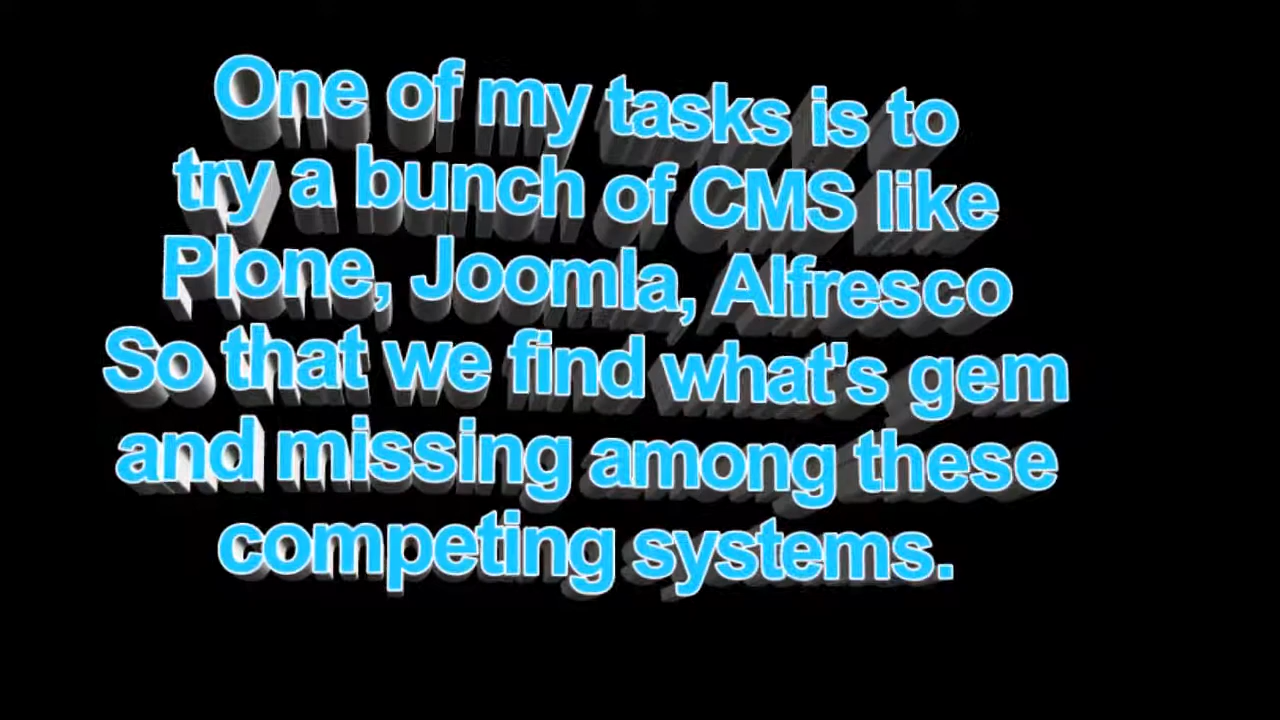 One of my tasks is to
try a bunch of CMS like
Plone, Joomla, Alfresco
So that we find what's gem
and missing among these
competing systems.